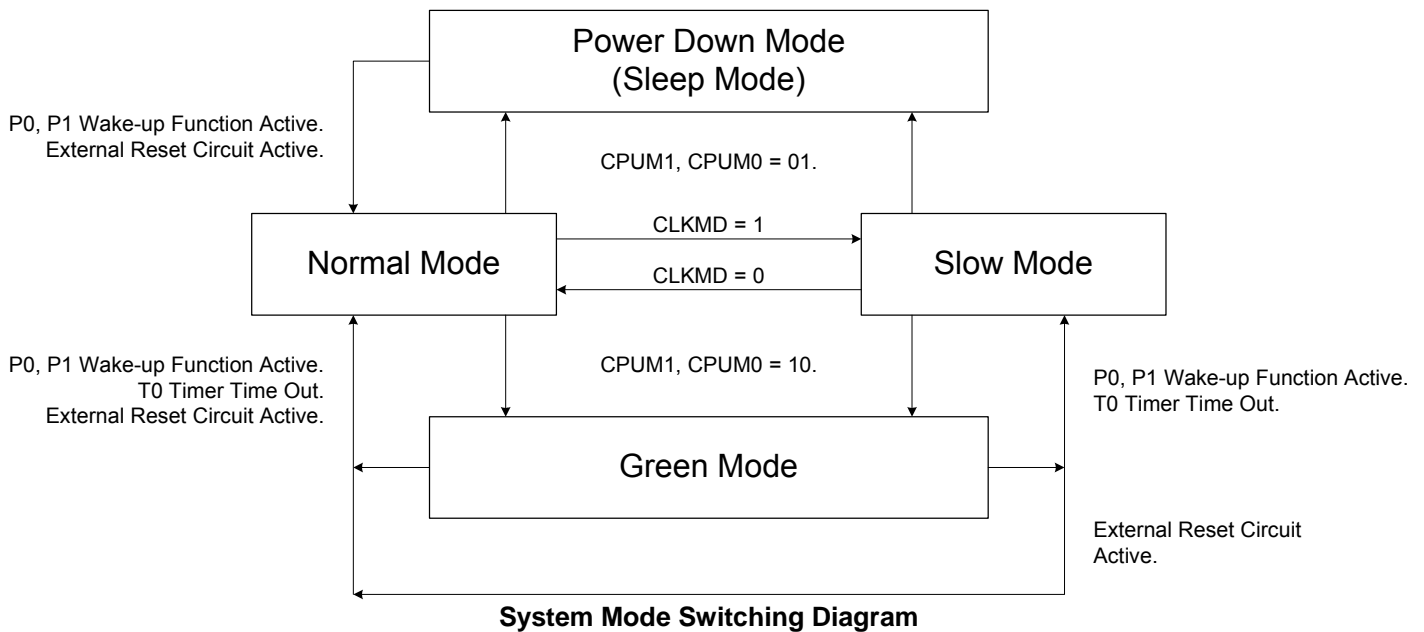 Power Down Mode
(Sleep Mode)
P0, P1 Wake-up Function Active.
External Reset Circuit Active.
CPUM1, CPUM0 = 01.
CLKMD = 1
Normal Mode
Slow Mode
CLKMD = 0
P0, P1 Wake-up Function Active.
T0 Timer Time Out.
External Reset Circuit Active.
CPUM1, CPUM0 = 10.
P0, P1 Wake-up Function Active.
T0 Timer Time Out.
Green Mode
External Reset Circuit
Active.
System Mode Switching Diagram